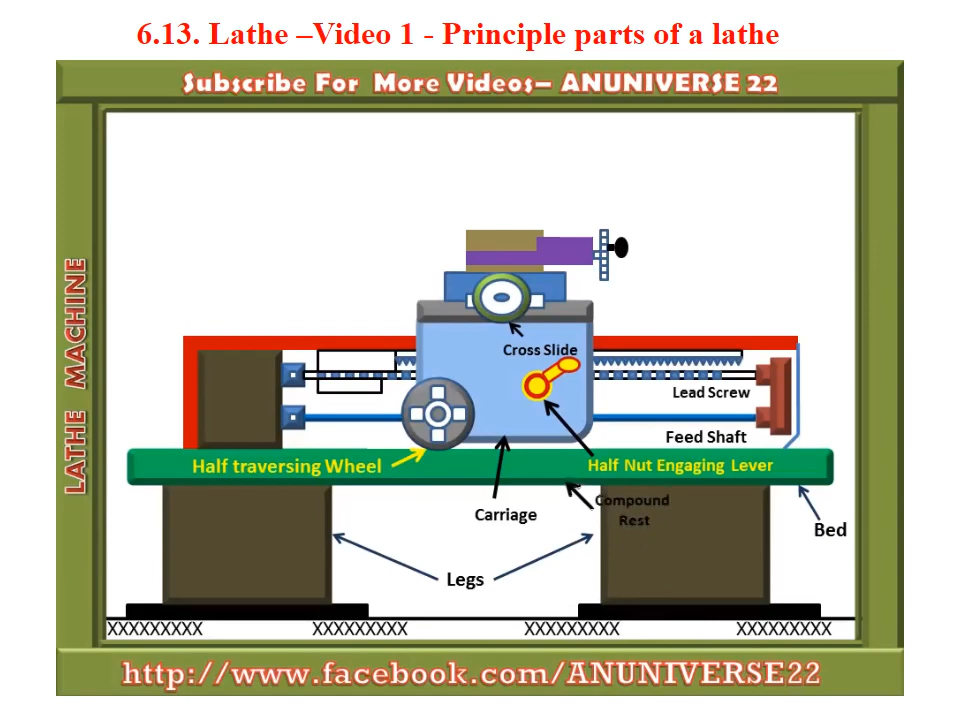 6.13. Lathe –Video 1 - Principle parts of a lathe
Subscribe For More Videos– ANUNIVERSE 22
LATHE MACHINE
Cross Slide
Lead Screw
Feed Shaft
Half traversing Wheel
Half Nut Engaging Lever
Carriage
Compound
Rest
Bed
Legs
XXXXXXXXX XXXXXXXXX XXXXXXXXX XXXXXXXXX
http://www.facebook.com/ANUNIVERSE22